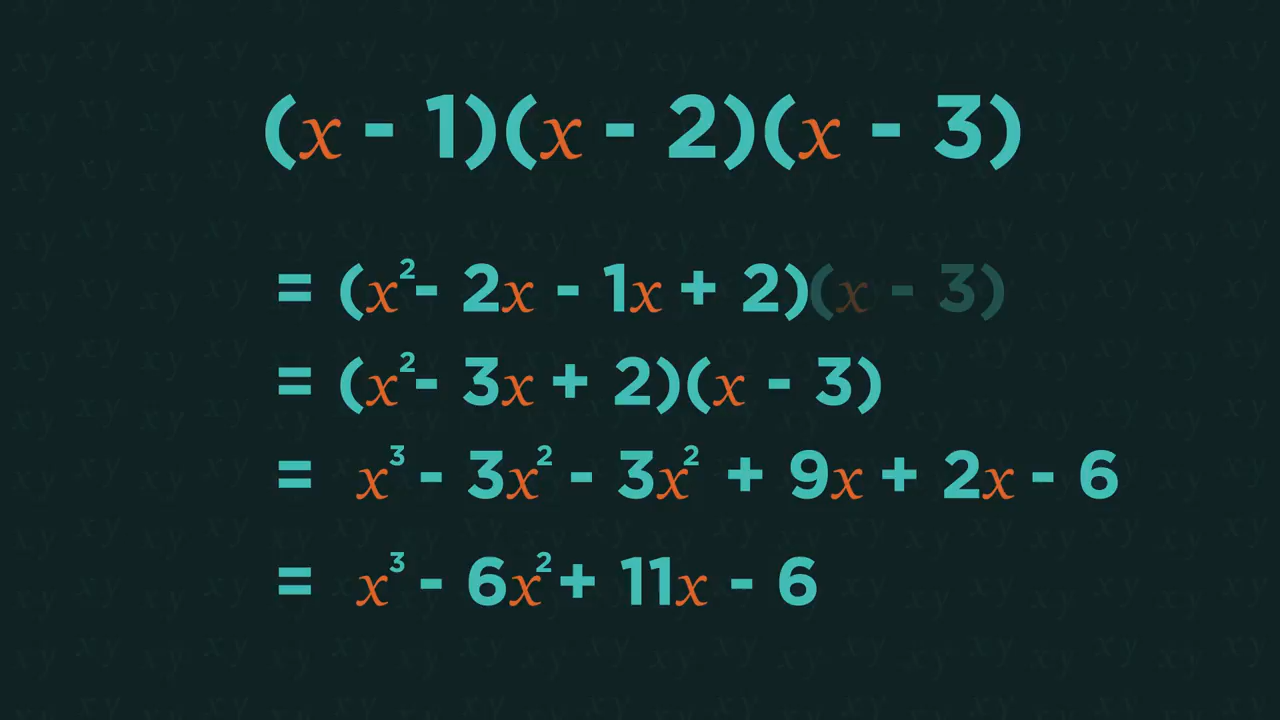 (x - 1)(x - 2)(x - 3)
= (x² - 2x - 1x + 2)(x - 3)
= (x² - 3x + 2)(x - 3)
= x³ - 3x² - 3x² + 9x + 2x - 6
= x³ - 6x² + 11x - 6